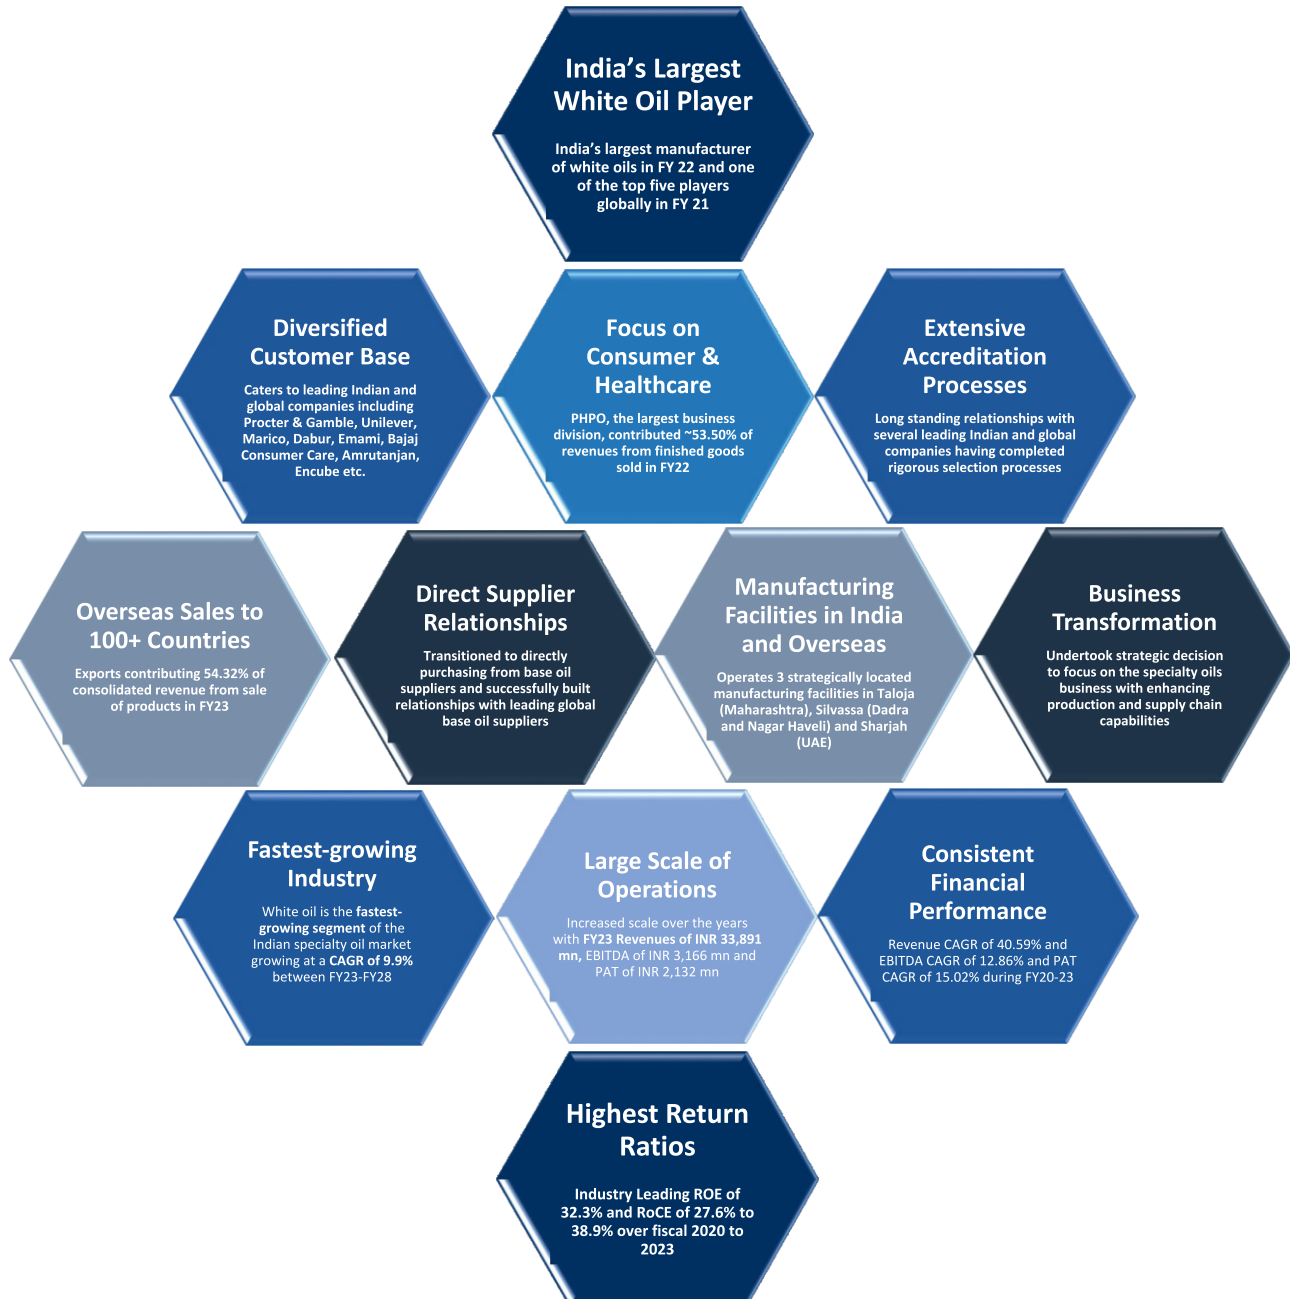 India's Largest
White Oil Player
India's largest manufacturer
of white oils in FY 22 and one
of the top five players
globally in FY 21
Diversified
Customer Base
Caters to leading Indian and
global companies including
Procter & Gamble, Unilever,
Marico, Dabur, Emami, Bajaj
Consumer Care, Amrutanjan,
Encube etc.
Focus on
Consumer &
Healthcare
PHPO, the largest business
division, contributed ~53.50% of
revenues from finished goods
sold in FY22
Extensive
Accreditation
Processes
Long standing relationships with
several leading Indian and global
companies having completed
rigorous selection processes
Overseas Sales to
100+ Countries
Exports contributing 54.32% of
consolidated revenue from sale
of products in FY23
Direct Supplier
Relationships
Transitioned to directly
purchasing from base oil
suppliers and successfully built
relationships with leading global
base oil suppliers
Manufacturing
Facilities in India
and Overseas
Operates 3 strategically located
manufacturing facilities in Taloja
(Maharashtra), Silvassa (Dadra
and Nagar Haveli) and Sharjah
(UAE)
Business
Transformation
Undertook strategic decision
to focus on the specialty oils
business with enhancing
production and supply chain
capabilities
Fastest-growing
Industry
White oil is the fastest-
growing segment of the
Indian specialty oil market
growing at a CAGR of 9.9%
between FY23-FY28
Large Scale of
Operations
Increased scale over the years
with FY23 Revenues of INR 33,891
mn, EBITDA of INR 3,166 mn and
PAT of INR 2,132 mn
Consistent
Financial
Performance
Revenue CAGR of 40.59% and
EBITDA CAGR of 12.86% and PAT
CAGR of 15.02% during FY20-23
Highest Return
Ratios
Industry Leading ROE of
32.3% and RoCE of 27.6% to
38.9% over fiscal 2020 to
2023